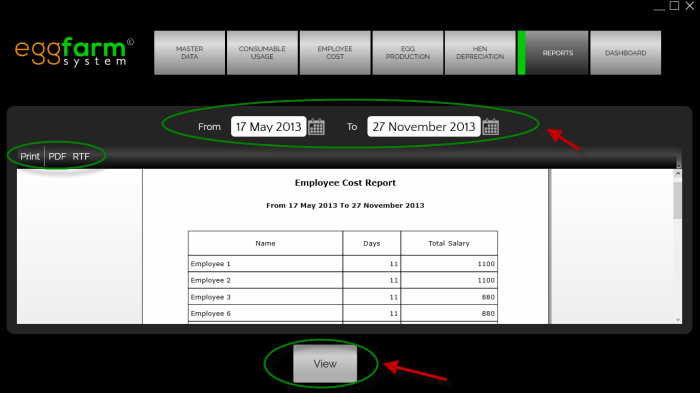 eggfarm©
system
MASTER
DATA
CONSUMABLE
USAGE
EMPLOYEE
COST
EGG
PRODUCTION
HEN
DEPRECIATION
REPORTS
DASHBOARD
From 17 May 2013 To 27 November 2013
Print PDF RTF
Employee Cost Report
From 17 May 2013 To 27 November 2013
Name Days Total Salary
Employee 1 11 1100
Employee 2 11 1100
Employee 3 11 880
Employee 6 11 880
View